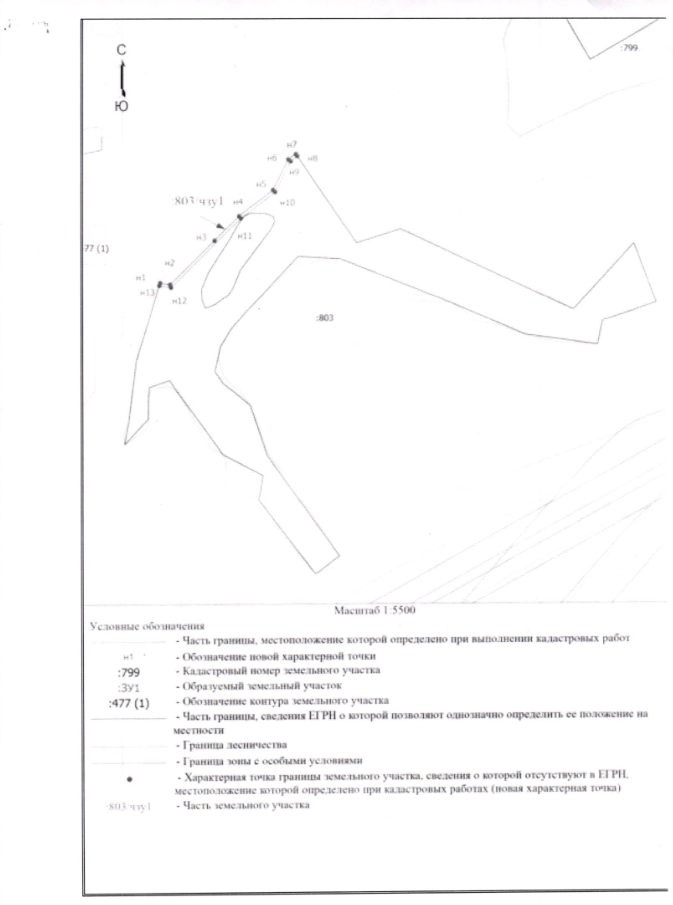 С
Ю
:799
н7
н6
н8
н9
н5
н10
:803/чзу1
н4
н3
н11
77 (1)
н2
н1
н13
н12
:803
Масштаб 1:5500
Условные обозначения
- Часть границы, местоположение которой определено при выполнении кадастровых работ
н1 - Обозначение новой характерной точки
:799 - Кадастровый номер земельного участка
:ЗУ1 - Образуемый земельный участок
:477 (1) - Обозначение контура земельного участка
- Часть границы, сведения ЕГРН о которой позволяют однозначно определить ее положение на
местности
- Граница лесничества
- Граница зоны с особыми условиями
- Характерная точка границы земельного участка, сведения о которой отсутствуют в ЕГРН,
местоположение которой определено при кадастровых работах (новая характерная точка)
:803/чзу1 - Часть земельного участка